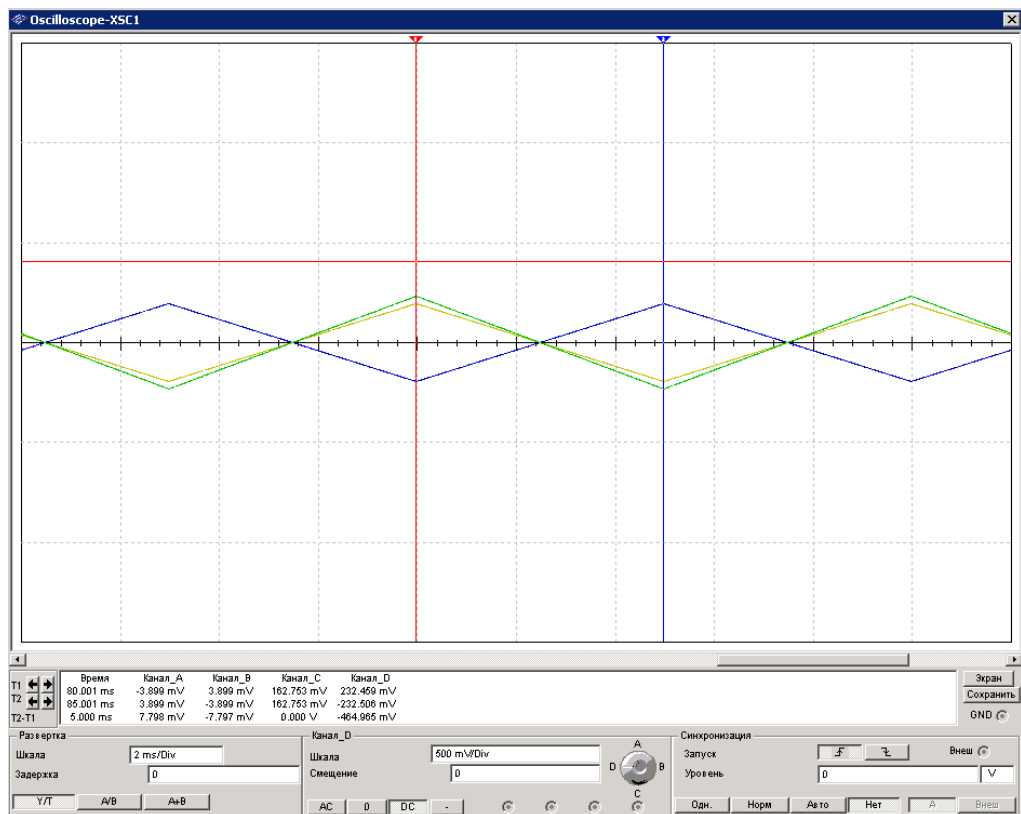 Oscilloscope-XSC1
1 2
Время Канал_A Канал_B Канал_C Канал_D
T1 80.001 ms -3.899 mV 3.899 mV 162.753 mV 232.459 mV
T2 85.001 ms 3.899 mV -3.899 mV 162.753 mV -232.506 mV
T2-T1 5.000 ms 7.798 mV -7.797 mV 0.000 V -464.965 mV
Экран
Сохранить
GND
Развертка
Шкала 2 ms/Div
Задержка 0
Y/T A/B A+B
Канал_D
Шкала 500 mV/Div
Смещение 0
A
D B
C
AC 0 DC -
Синхронизация
Запуск Внеш
Уровень 0 V
Одн. Норм Авто Нет A Внеш